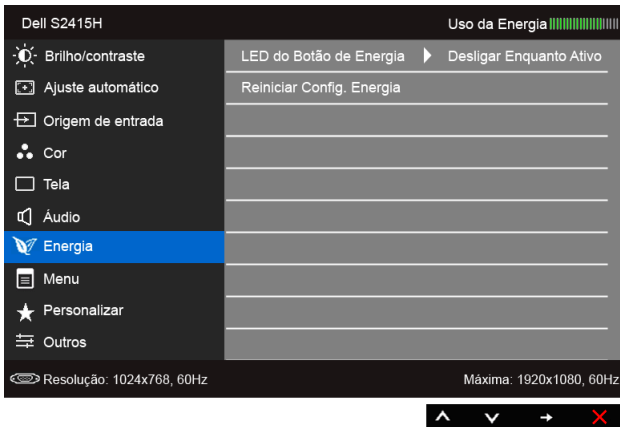 Dell S2415H Uso da Energia
Brilho/contraste LED do Botão de Energia Desligar Enquanto Ativo
Ajuste automático Reiniciar Config. Energia
Origem de entrada
Cor
Tela
Áudio
Energia
Menu
Personalizar
Outros
Resolução: 1024x768, 60Hz Máxima: 1920x1080, 60Hz